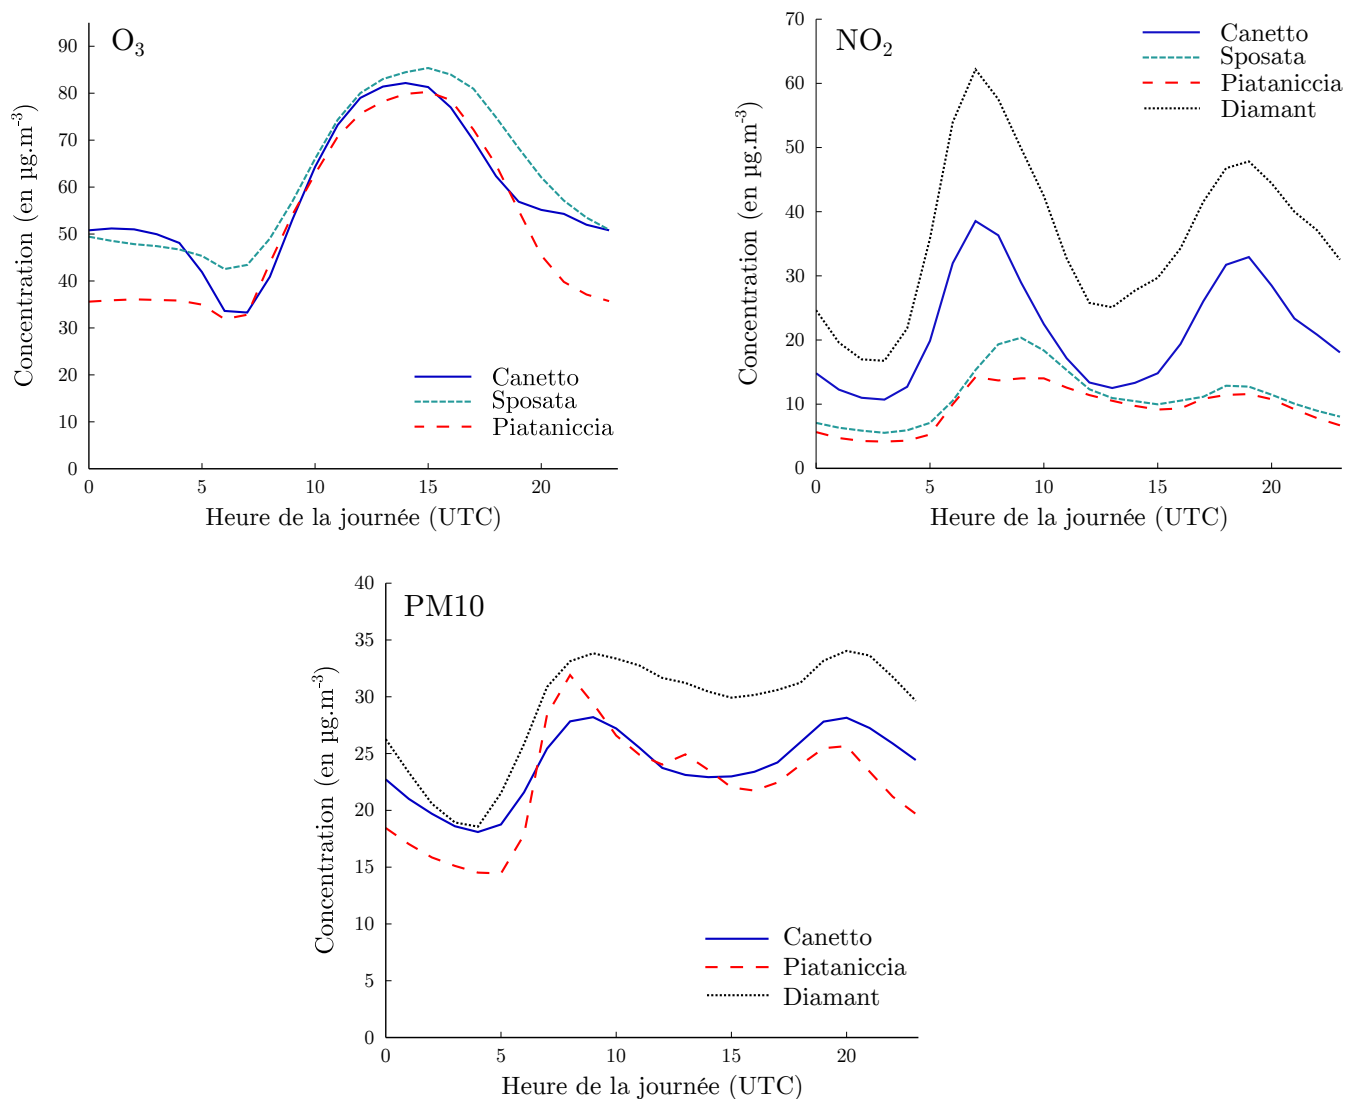 O3
Concentration (en µg.m-3)
90
80
70
60
50
40
30
20
10
0
0 5 10 15 20
Heure de la journée (UTC)
Canetto
Sposata
Piataniccia
NO2
Concentration (en µg.m-3)
70
60
50
40
30
20
10
0
0 5 10 15 20
Heure de la journée (UTC)
Canetto
Sposata
Piataniccia
Diamant
PM10
Concentration (en µg.m-3)
40
35
30
25
20
15
10
5
0
0 5 10 15 20
Heure de la journée (UTC)
Canetto
Piataniccia
Diamant